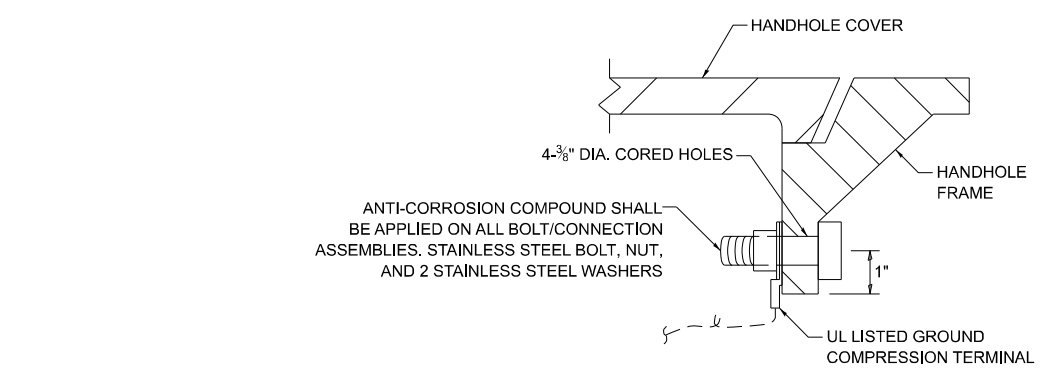 HANDHOLE COVER
4-⅜" DIA. CORED HOLES
HANDHOLE
FRAME
ANTI-CORROSION COMPOUND SHALL
BE APPLIED ON ALL BOLT/CONNECTION
ASSEMBLIES. STAINLESS STEEL BOLT, NUT,
AND 2 STAINLESS STEEL WASHERS
1"
UL LISTED GROUND
COMPRESSION TERMINAL